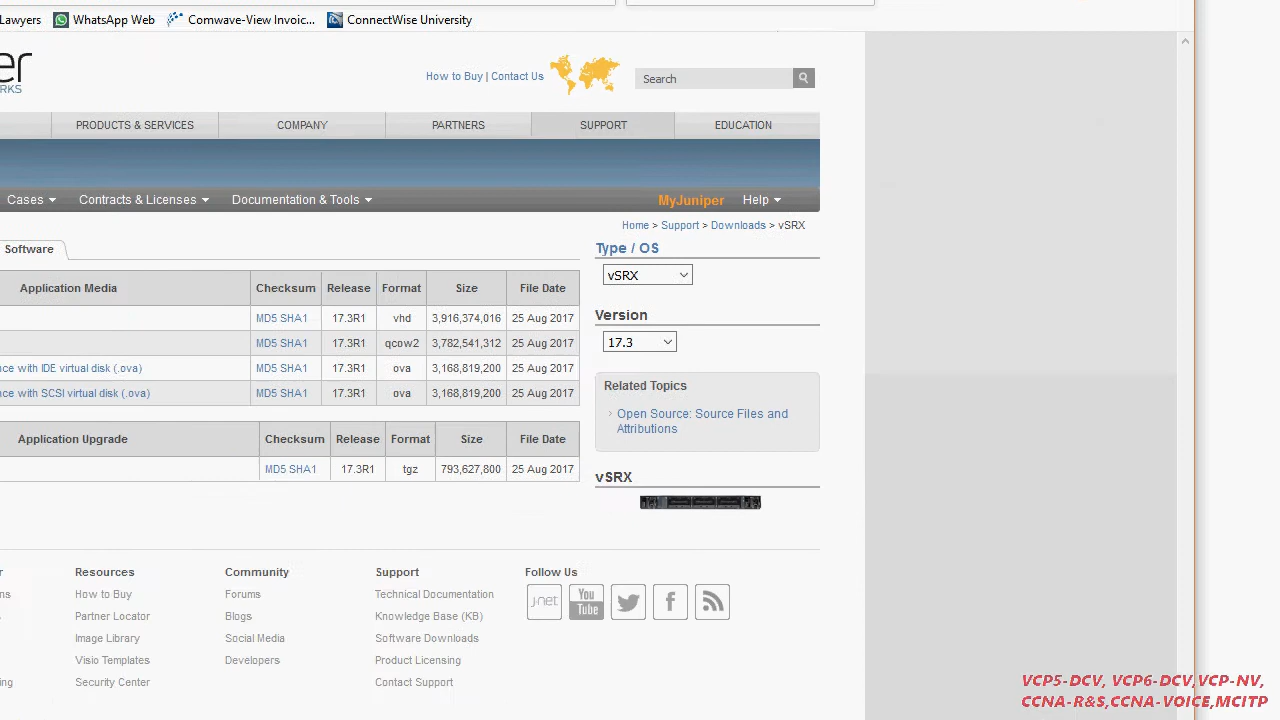 Lawyers WhatsApp Web Comwave-View Invoic... ConnectWise University
er
RKS
How to Buy | Contact Us
Search
PRODUCTS & SERVICES COMPANY PARTNERS SUPPORT EDUCATION
Cases Contracts & Licenses Documentation & Tools MyJuniper Help
Home > Support > Downloads > vSRX
Software
Application Media Checksum Release Format Size File Date
MD5 SHA1 17.3R1 vhd 3,916,374,016 25 Aug 2017
MD5 SHA1 17.3R1 qcow2 3,782,541,312 25 Aug 2017
nce with IDE virtual disk (.ova) MD5 SHA1 17.3R1 ova 3,168,819,200 25 Aug 2017
nce with SCSI virtual disk (.ova) MD5 SHA1 17.3R1 ova 3,168,819,200 25 Aug 2017
Application Upgrade Checksum Release Format Size File Date
MD5 SHA1 17.3R1 tgz 793,627,800 25 Aug 2017
Type / OS
vSRX
Version
17.3
Related Topics
Open Source: Source Files and
Attributions
vSRX
r Resources Community Support Follow Us
ns How to Buy Forums Technical Documentation
Partner Locator Blogs Knowledge Base (KB)
Image Library Social Media Software Downloads
Visio Templates Developers Product Licensing
ing Security Center Contact Support
J-net You Tube
VCP5-DCV, VCP6-DCV,VCP-NV,
CCNA-R&S,CCNA-VOICE,MCITP